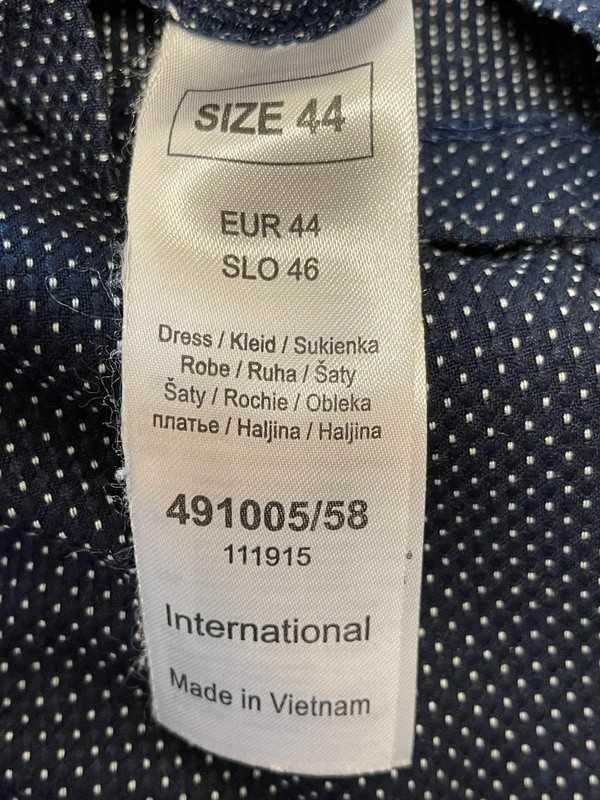 SIZE 44
EUR 44
SLO 46
Dress / Kleid / Sukienka
Robe / Ruha / Šaty
Šaty / Rochie / Obleka
платье / Haljina / Haljina
491005/58
111915
International
Made in Vietnam